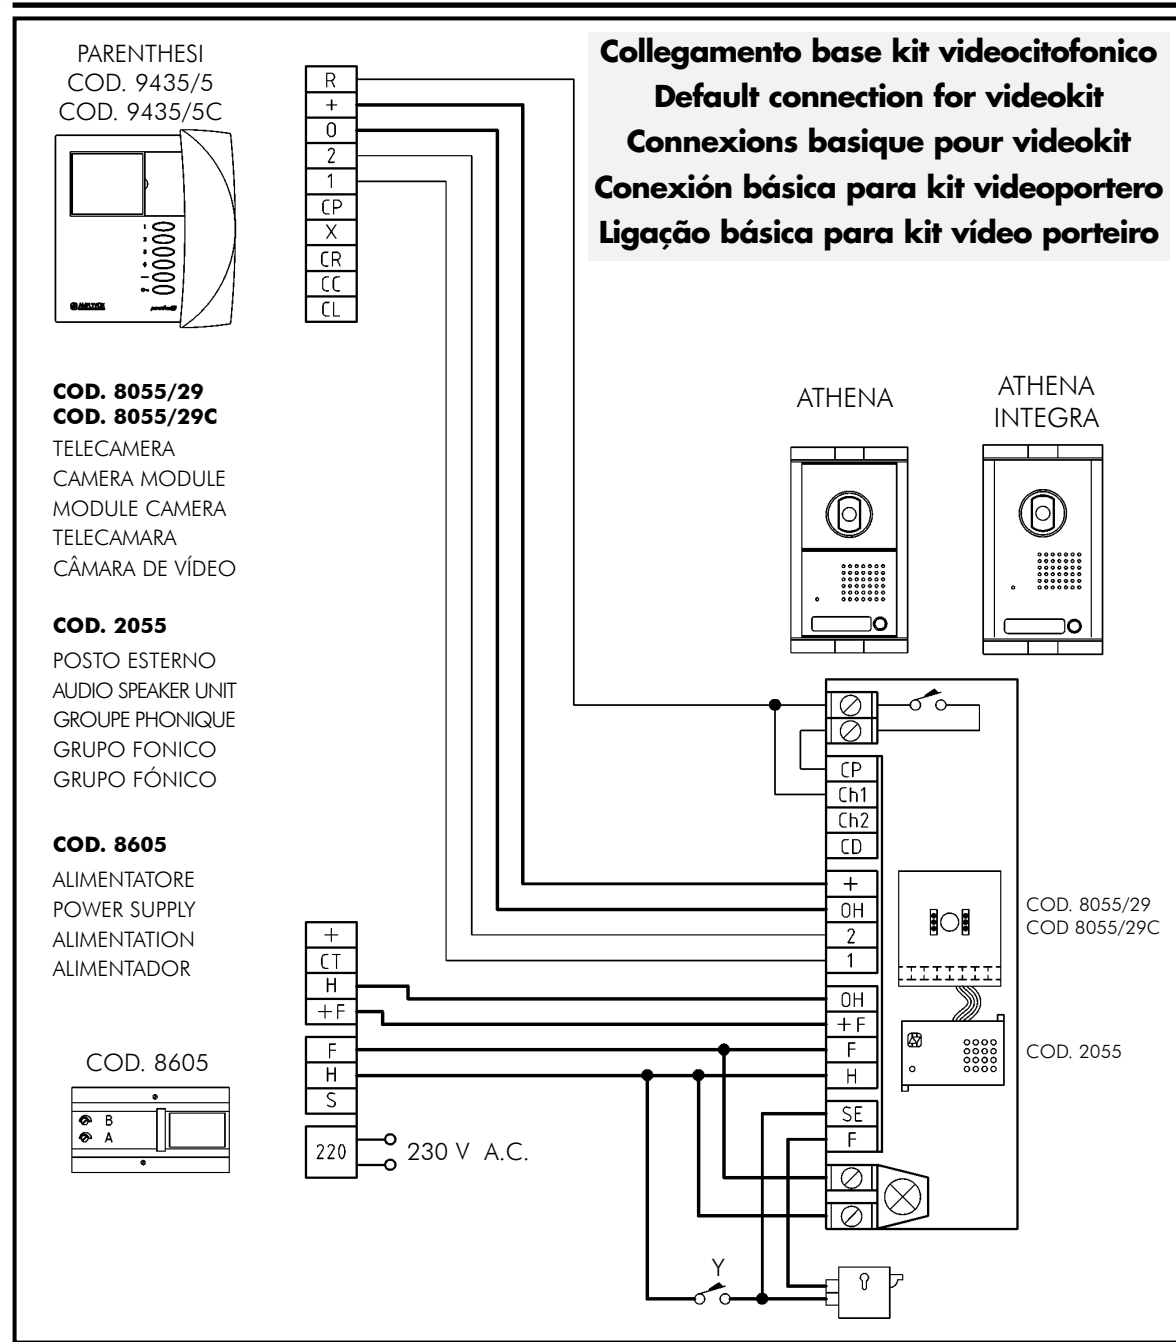 PARENTHESI
COD. 9435/5
COD. 9435/5C
R
+
0
2
1
CP
X
CR
CC
CL
Collegamento base kit videocitofonico
Default connection for videokit
Connexions basique pour videokit
Conexión básica para kit videoportero
Ligação básica para kit vídeo porteiro
COD. 8055/29
COD. 8055/29C
TELECAMERA
CAMERA MODULE
MODULE CAMERA
TELECAMARA
CÂMARA DE VÍDEO
COD. 2055
POSTO ESTERNO
AUDIO SPEAKER UNIT
GROUPE PHONIQUE
GRUPO FONICO
GRUPO FÓNICO
COD. 8605
ALIMENTATORE
POWER SUPPLY
ALIMENTATION
ALIMENTADOR
ATHENA
ATHENA
INTEGRA
CP
Ch1
Ch2
CD
+
0H
2
1
0H
+F
F
H
SE
F
COD. 8055/29
COD 8055/29C
COD. 2055
+
CT
H
+F
F
H
S
220
230 V A.C.
COD. 8605
B
A
Y